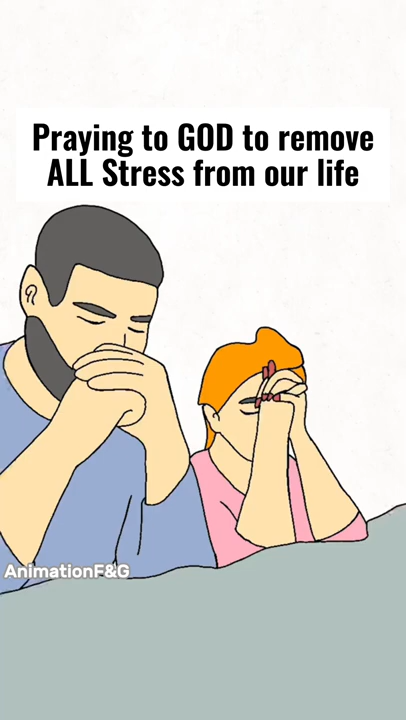 Praying to GOD to remove
ALL Stress from our life
AnimationF&G